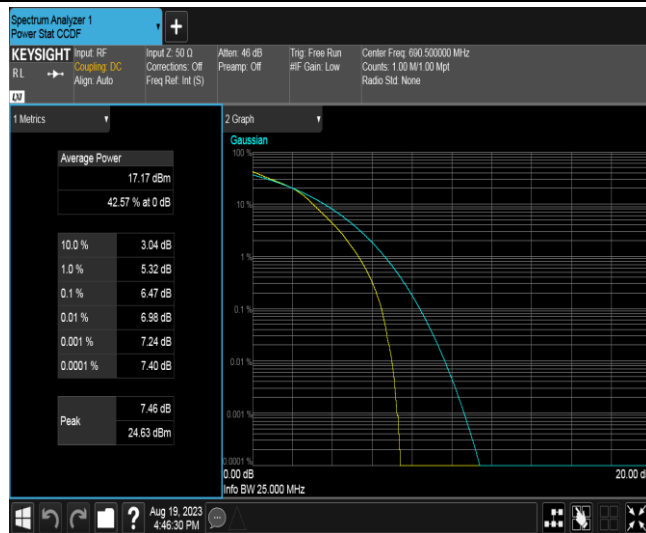 Spectrum Analyzer 1
Power Stat CCDF
+
KEYSIGHT
RL
Input: RF
Coupling: DC
Align: Auto
Input Z: 50 Ω
Corrections: Off
Freq Ref: Int (S)
Atten: 46 dB
Preamp: Off
Trig: Free Run
#IF Gain: Low
Center Freq: 690.500000 MHz
Counts: 1.00 M/1.00 Mpt
Radio Std: None
1 Metrics
Average Power
17.17 dBm
42.57 % at 0 dB
10.0 % 3.04 dB
1.0 % 5.32 dB
0.1 % 6.47 dB
0.01 % 6.98 dB
0.001 % 7.24 dB
0.0001 % 7.40 dB
Peak
7.46 dB
24.63 dBm
2 Graph
Gaussian
100 %
10 %
1 %
0.1 %
0.01 %
0.001 %
0.0001 %
0.00 dB
20.00 d
Info BW 25.000 MHz
?
Aug 19, 2023
4:46:30 PM